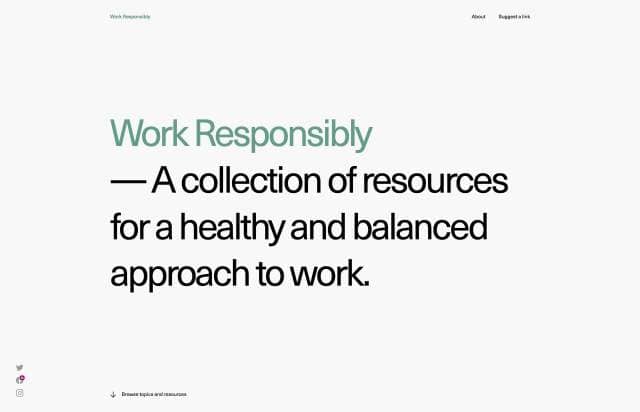 Work Responsibly
About
Suggest a link
Work Responsibly
— A collection of resources
for a healthy and balanced
approach to work.
Browse topics and resources